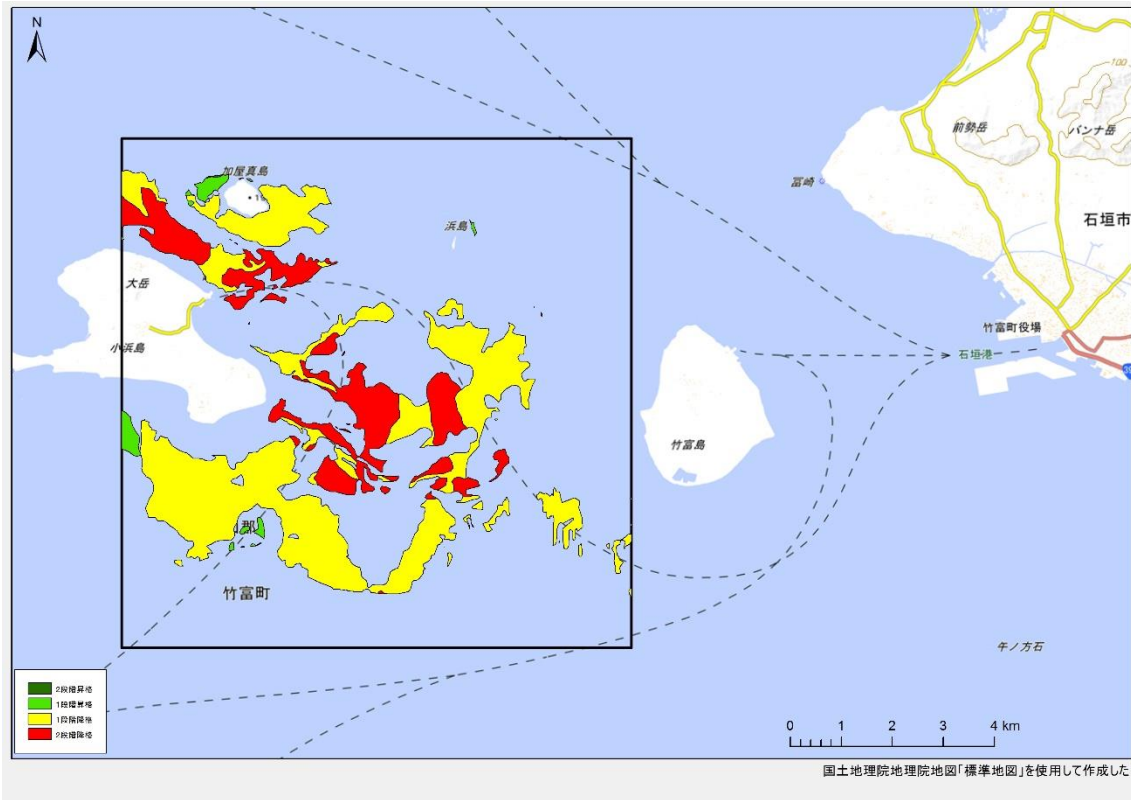 N
加屋真島
浜島
大岳
小浜島
竹富町
冨崎
前勢岳
バンナ岳
100
石垣市
竹富町役場
石垣港
竹富島
午ノ方石
2段階昇格
1段階昇格
1段階降格
2段階降格
0 1 2 4 km
国土地理院地理院地図「標準地図」を使用して作成した